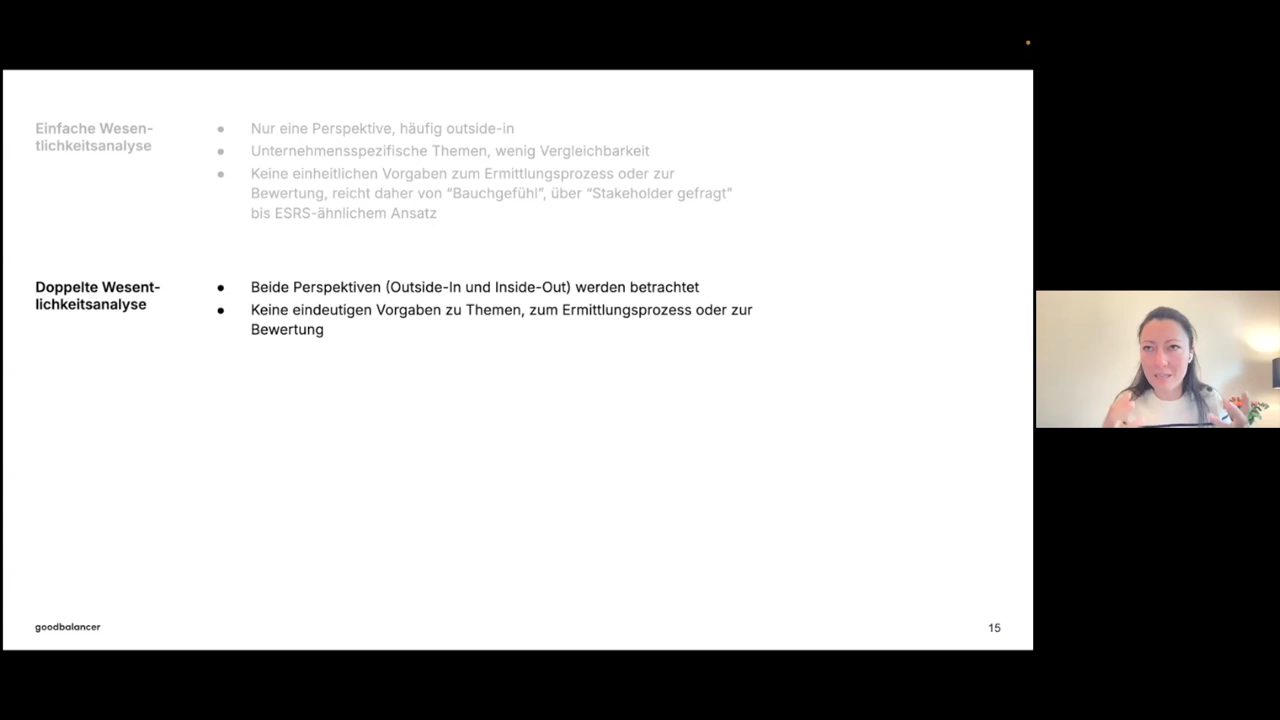 Einfache Wesen-
tlichkeitsanalyse
● Nur eine Perspektive, häufig outside-in
● Unternehmensspezifische Themen, wenig Vergleichbarkeit
● Keine einheitlichen Vorgaben zum Ermittlungsprozess oder zur
Bewertung, reicht daher von “Bauchgefühl”, über “Stakeholder gefragt”
bis ESRS-ähnlichem Ansatz
Doppelte Wesent-
lichkeitsanalyse
● Beide Perspektiven (Outside-In und Inside-Out) werden betrachtet
● Keine eindeutigen Vorgaben zu Themen, zum Ermittlungsprozess oder zur
Bewertung
goodbalancer
15